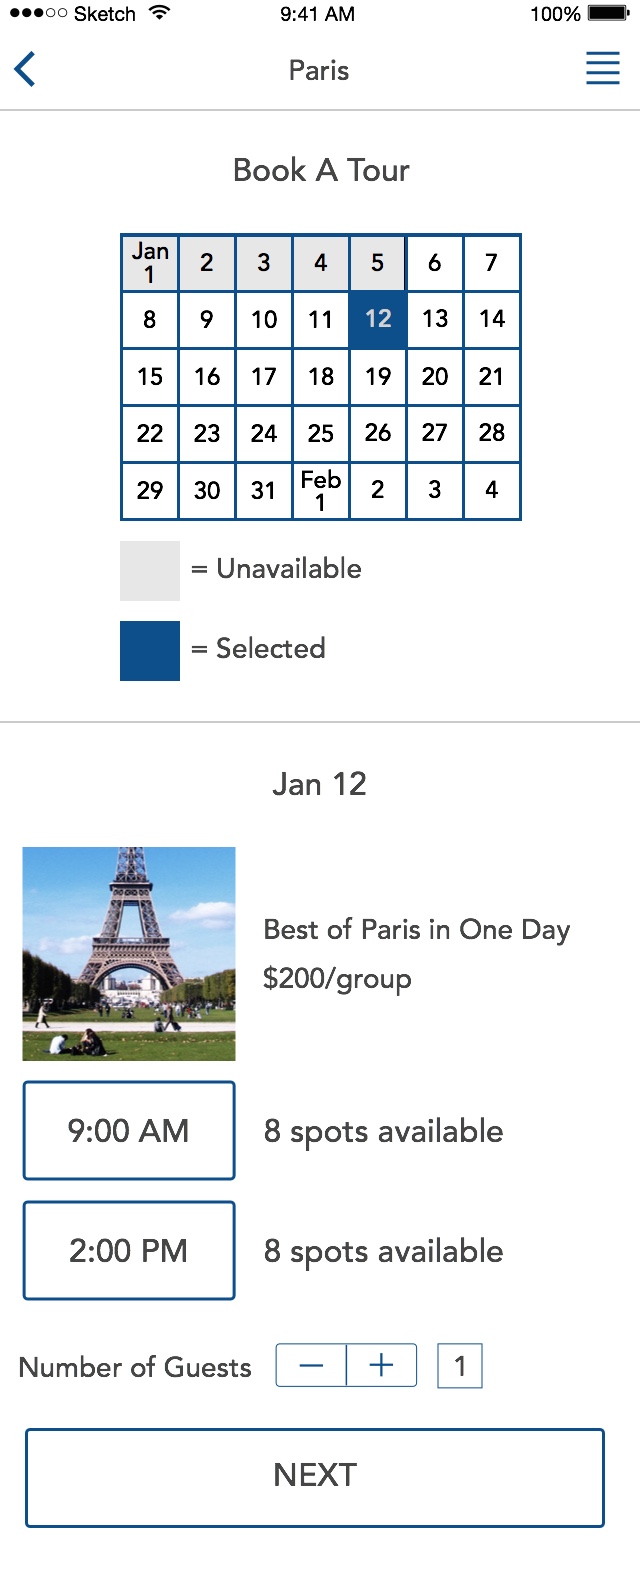 Sketch 9:41 AM 100%
Paris
Book A Tour
Jan 1 2 3 4 5 6 7
8 9 10 11 12 13 14
15 16 17 18 19 20 21
22 23 24 25 26 27 28
29 30 31 Feb 1 2 3 4
= Unavailable
= Selected
Jan 12
Best of Paris in One Day
$200/group
9:00 AM 8 spots available
2:00 PM 8 spots available
Number of Guests − + 1
NEXT